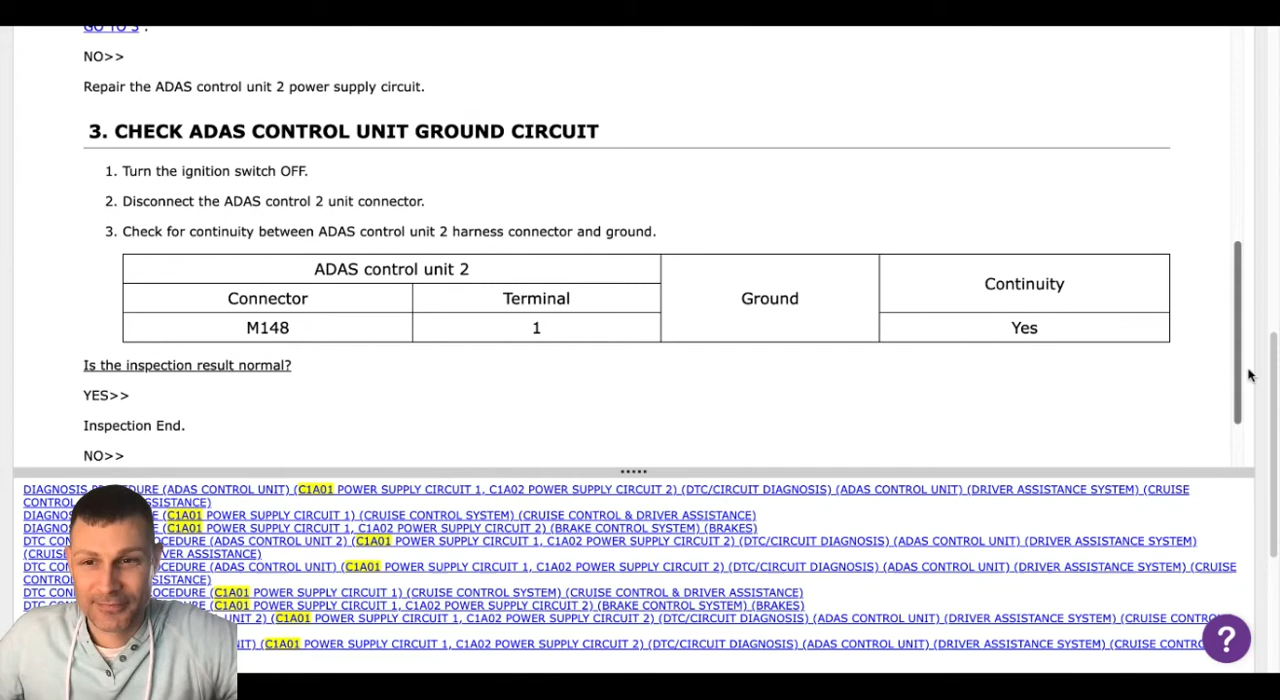 GO TO 3 .
NO>>
Repair the ADAS control unit 2 power supply circuit.
3. CHECK ADAS CONTROL UNIT GROUND CIRCUIT
1. Turn the ignition switch OFF.
2. Disconnect the ADAS control 2 unit connector.
3. Check for continuity between ADAS control unit 2 harness connector and ground.
ADAS control unit 2
Ground
Continuity
Connector
Terminal
M148
1
Yes
Is the inspection result normal?
YES>>
Inspection End.
NO>>
DIAGNOSIS PROCEDURE (ADAS CONTROL UNIT) (C1A01 POWER SUPPLY CIRCUIT 1, C1A02 POWER SUPPLY CIRCUIT 2) (DTC/CIRCUIT DIAGNOSIS) (ADAS CONTROL UNIT) (DRIVER ASSISTANCE SYSTEM) (CRUISE
CONTROL ASSISTANCE)
DIAGNOS (C1A01 POWER SUPPLY CIRCUIT 1) (CRUISE CONTROL SYSTEM) (CRUISE CONTROL & DRIVER ASSISTANCE)
DIAGNO (C1A01 POWER SUPPLY CIRCUIT 1, C1A02 POWER SUPPLY CIRCUIT 2) (BRAKE CONTROL SYSTEM) (BRAKES)
DTC CON OCEDURE (ADAS CONTROL UNIT 2) (C1A01 POWER SUPPLY CIRCUIT 1, C1A02 POWER SUPPLY CIRCUIT 2) (DTC/CIRCUIT DIAGNOSIS) (ADAS CONTROL UNIT) (DRIVER ASSISTANCE SYSTEM)
(CRUISE VER ASSISTANCE)
DTC CO OCEDURE (ADAS CONTROL UNIT) (C1A01 POWER SUPPLY CIRCUIT 1, C1A02 POWER SUPPLY CIRCUIT 2) (DTC/CIRCUIT DIAGNOSIS) (ADAS CONTROL UNIT) (DRIVER ASSISTANCE SYSTEM) (CRUISE
CONTRO SISTANCE)
DTC CON OCEDURE (C1A01 POWER SUPPLY CIRCUIT 1) (CRUISE CONTROL SYSTEM) (CRUISE CONTROL & DRIVER ASSISTANCE)
DTC CON OCEDURE (C1A01 POWER SUPPLY CIRCUIT 1, C1A02 POWER SUPPLY CIRCUIT 2) (BRAKE CONTROL SYSTEM) (BRAKES)
UNIT 2) (C1A01 POWER SUPPLY CIRCUIT 1, C1A02 POWER SUPPLY CIRCUIT 2) (DTC/CIRCUIT DIAGNOSIS) (ADAS CONTROL UNIT) (DRIVER ASSISTANCE SYSTEM) (CRUISE CONTRO
IT) (C1A01 POWER SUPPLY CIRCUIT 1, C1A02 POWER SUPPLY CIRCUIT 2) (DTC/CIRCUIT DIAGNOSIS) (ADAS CONTROL UNIT) (DRIVER ASSISTANCE SYSTEM) (CRUISE CONTRO
?